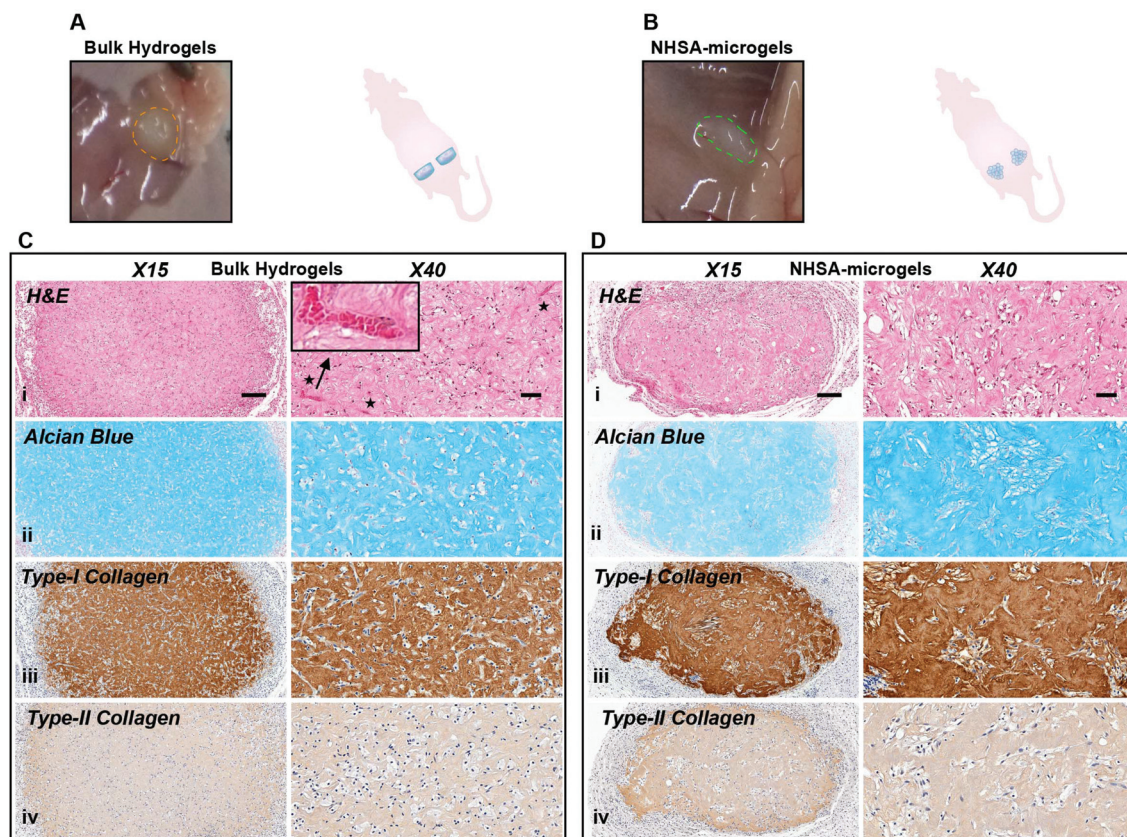 A
Bulk Hydrogels
B
NHSA-microgels
C
X15 Bulk Hydrogels X40
H&E
i
Alcian Blue
ii
Type-I Collagen
iii
Type-II Collagen
iv
D
X15 NHSA-microgels X40
H&E
i
Alcian Blue
ii
Type-I Collagen
iii
Type-II Collagen
iv